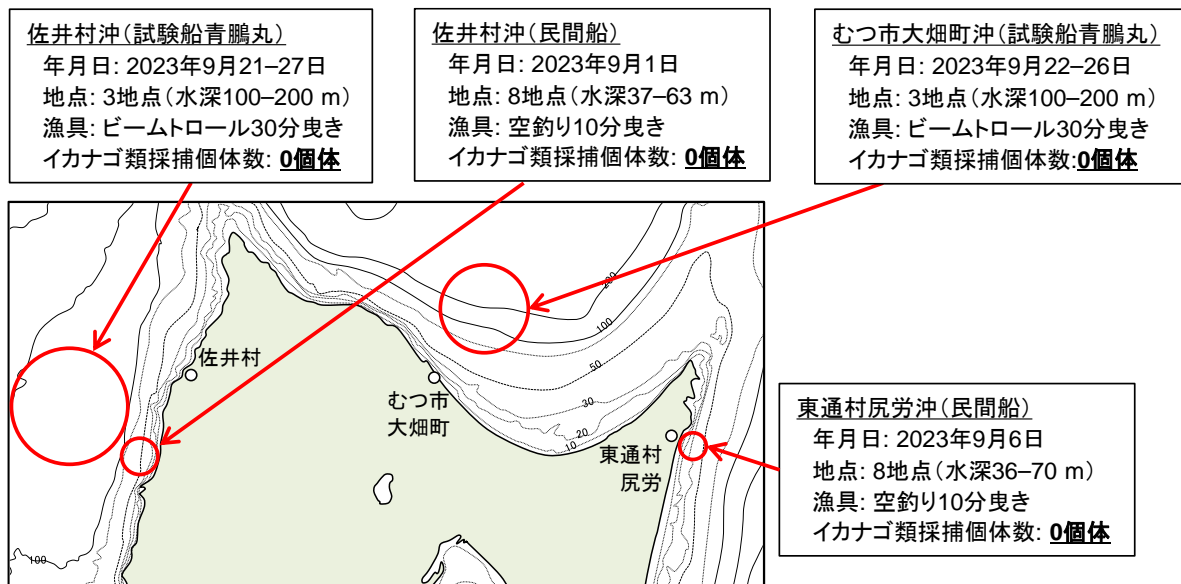 佐井村沖(試験船青鵬丸)
年月日: 2023年9月21–27日
地点: 3地点(水深100–200 m)
漁具: ビームトロール30分曳き
イカナゴ類採捕個体数: 0個体
佐井村沖(民間船)
年月日: 2023年9月1日
地点: 8地点(水深37–63 m)
漁具: 空釣り10分曳き
イカナゴ類採捕個体数: 0個体
むつ市大畑町沖(試験船青鵬丸)
年月日: 2023年9月22–26日
地点: 3地点(水深100–200 m)
漁具: ビームトロール30分曳き
イカナゴ類採捕個体数:0個体
200
100
50
30
20
10
佐井村
むつ市
大畑町
東通村
尻労
100
東通村尻労沖(民間船)
年月日: 2023年9月6日
地点: 8地点(水深36–70 m)
漁具: 空釣り10分曳き
イカナゴ類採捕個体数: 0個体